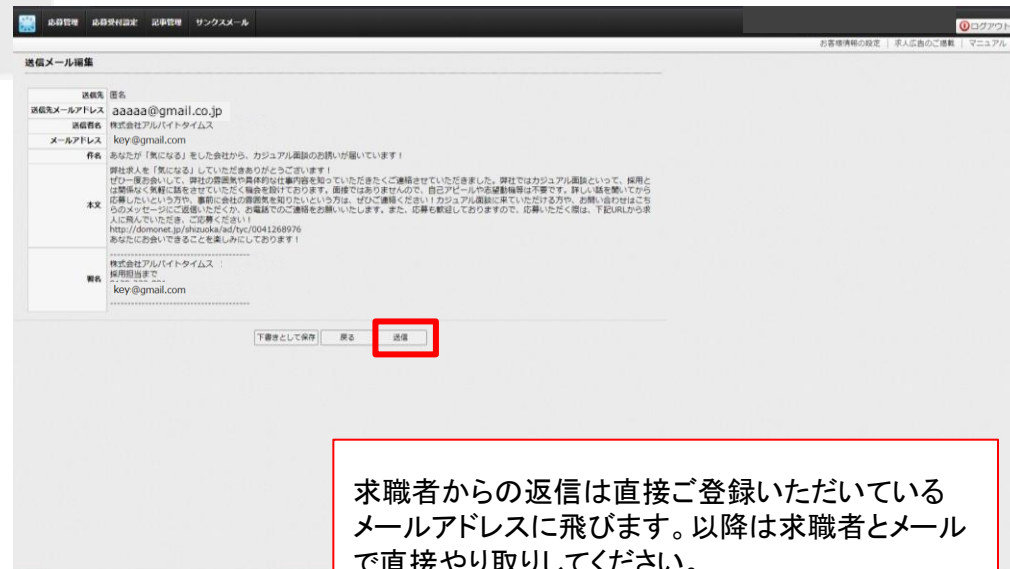 応募管理 応募受付設定 記事管理 サンクスメール
ログアウト
お客様情報の設定 | 求人広告のご掲載 | マニュアル
送信メール編集
送信先 匿名
送信先メールアドレス aaaaa@gmail.co.jp
送信者名 株式会社アルバイトタイムス
メールアドレス key@gmail.com
件名 あなたが「気になる」をした会社から、カジュアル面談のお誘いが届いています!
弊社求人を「気になる」していただきありがとうございます!
ぜひ一度お会いして、弊社の雰囲気や具体的な仕事内容を知っていただきたくご連絡させていただきました。弊社ではカジュアル面談といって、採用と
は関係なく気軽に話をさせていただく機会を設けております。面接ではありませんので、自己アピールや志望動機等は不要です。詳しい話を聞いてから
本文 応募したいという方や、事前に会社の雰囲気を知りたいという方は、ぜひご連絡ください!カジュアル面談に来ていただける方や、お問い合わせはこち
らのメッセージにご返信いただくか、お電話でのご連絡をお願いいたします。また、応募も歓迎しておりますので、応募いただく際は、下記URLから求
人に飛んでいただき、ご応募ください!
http://domonet.jp/shizuoka/ad/tyc/0041268976
あなたにお会いできることを楽しみにしております!
株式会社アルバイトタイムス
採用担当まで
署名
key@gmail.com
下書きとして保存 戻る 送信
求職者からの返信は直接ご登録いただいている
メールアドレスに飛びます。以降は求職者とメール
で直接やり取りしてください。